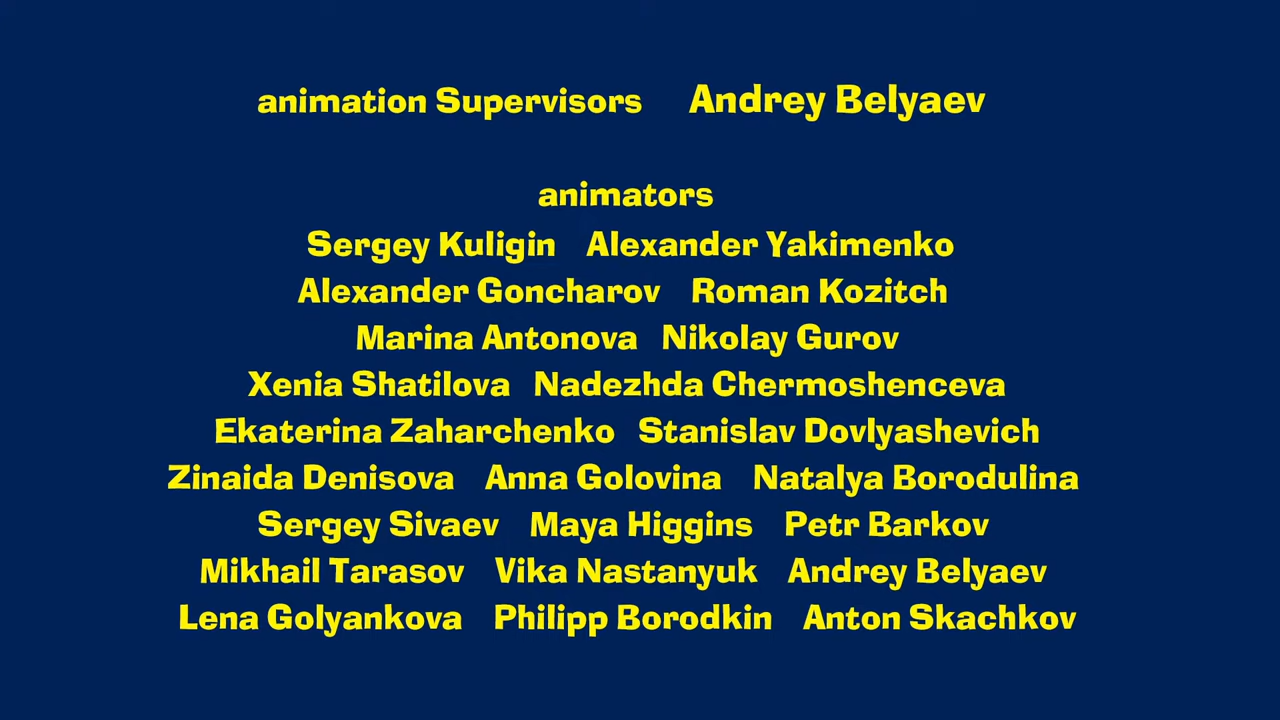 animation Supervisors Andrey Belyaev
animators
Sergey Kuligin Alexander Yakimenko
Alexander Goncharov Roman Kozitch
Marina Antonova Nikolay Gurov
Xenia Shatilova Nadezhda Chermoshenceva
Ekaterina Zaharchenko Stanislav Dovlyashevich
Zinaida Denisova Anna Golovina Natalya Borodulina
Sergey Sivaev Maya Higgins Petr Barkov
Mikhail Tarasov Vika Nastanyuk Andrey Belyaev
Lena Golyankova Philipp Borodkin Anton Skachkov